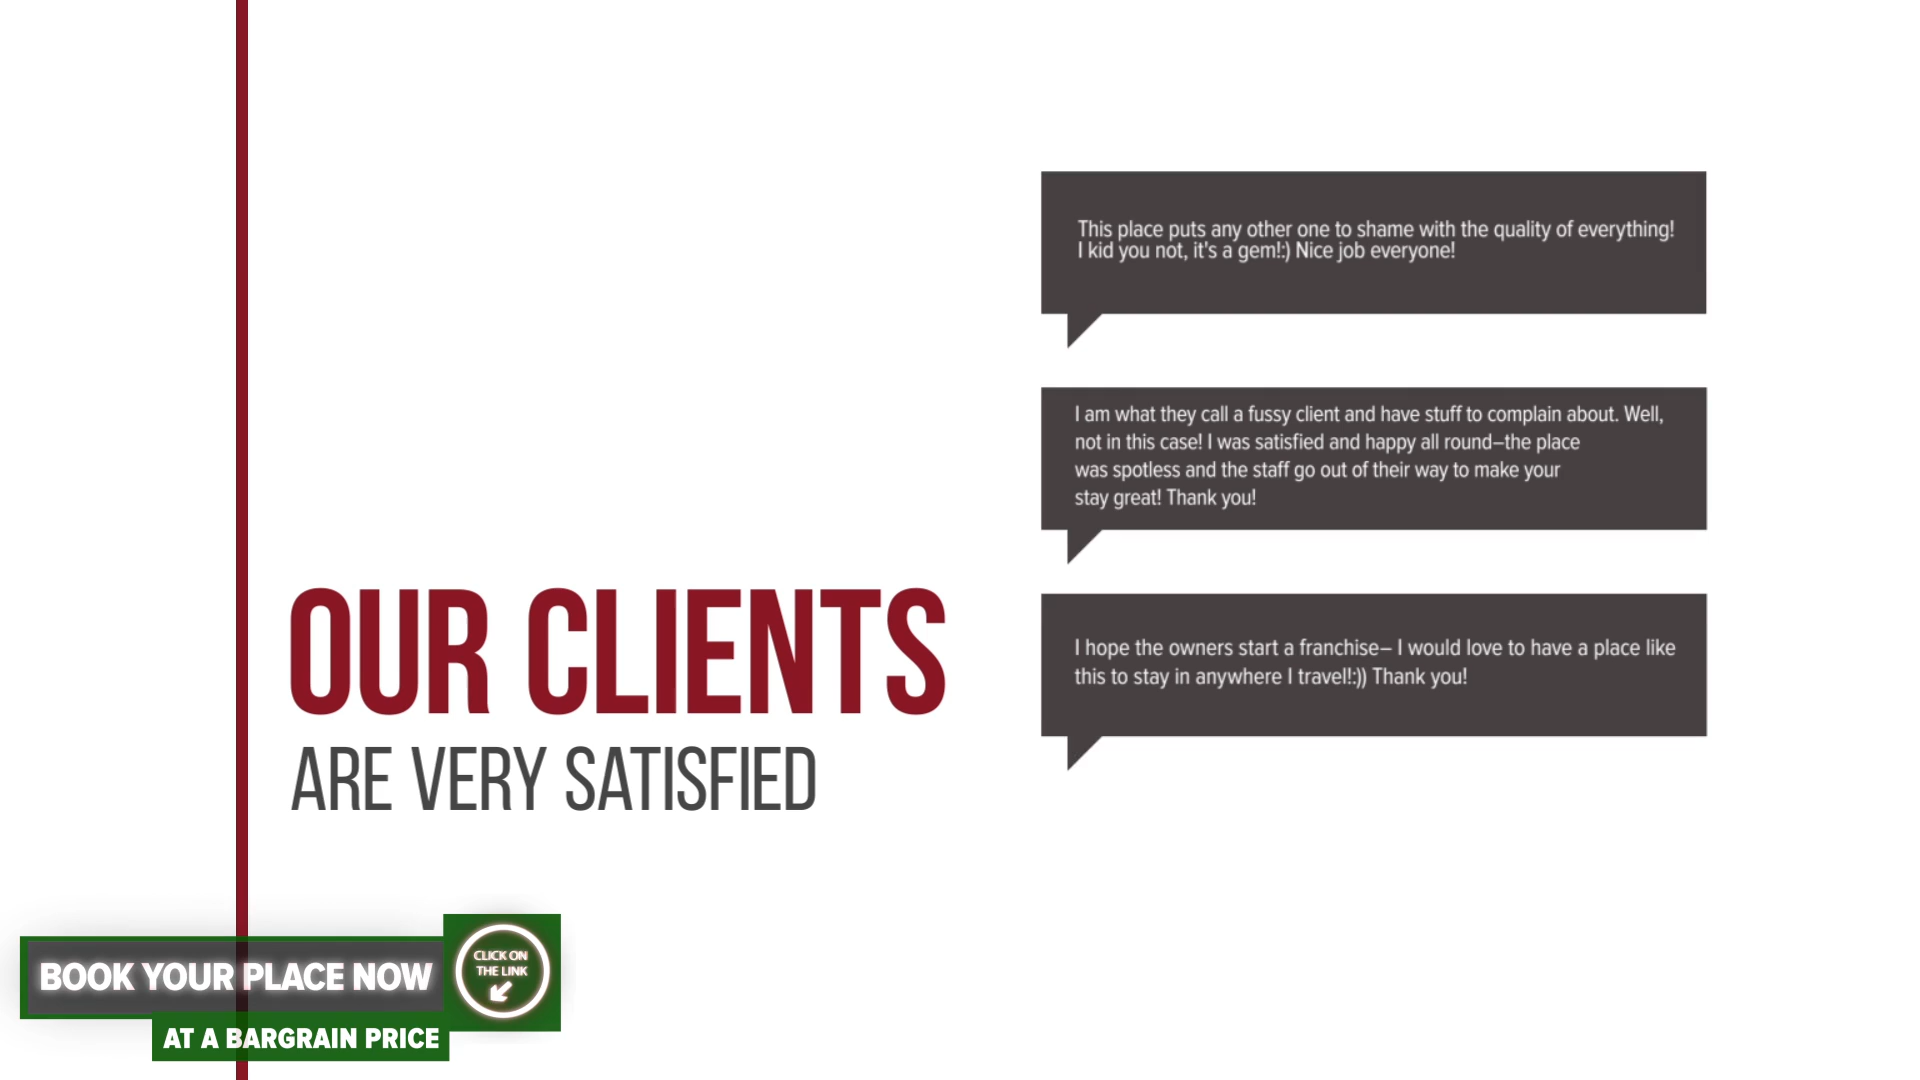 This place puts any other one to shame with the quality of everything!
I kid you not, it's a gem!:) Nice job everyone!
I am what they call a fussy client and have stuff to complain about. Well,
not in this case! I was satisfied and happy all round–the place
was spotless and the staff go out of their way to make your
stay great! Thank you!
I hope the owners start a franchise– I would love to have a place like
this to stay in anywhere I travel!:)) Thank you!
OUR CLIENTS
ARE VERY SATISFIED
BOOK YOUR PLACE NOW
CLICK ON
THE LINK
AT A BARGRAIN PRICE